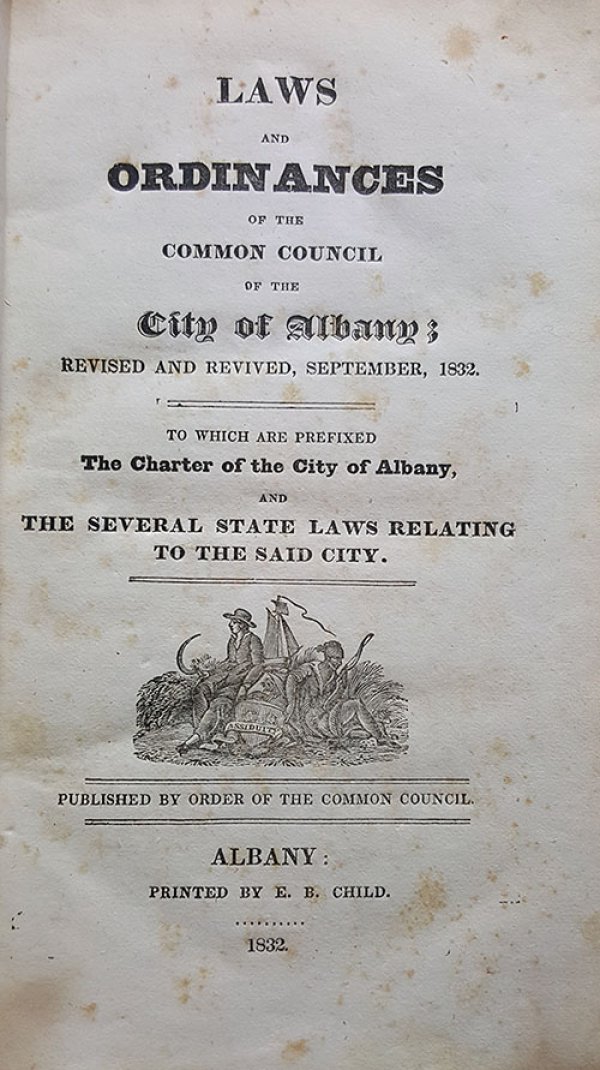 LAWS
AND
ORDINANCES
OF THE
COMMON COUNCIL
OF THE
City of Albany;
REVISED AND REVIVED, SEPTEMBER, 1832.
TO WHICH ARE PREFIXED
The Charter of the City of Albany,
AND
THE SEVERAL STATE LAWS RELATING
TO THE SAID CITY.
ASSIDUITY
PUBLISHED BY ORDER OF THE COMMON COUNCIL.
ALBANY:
PRINTED BY E. B. CHILD.
1832.